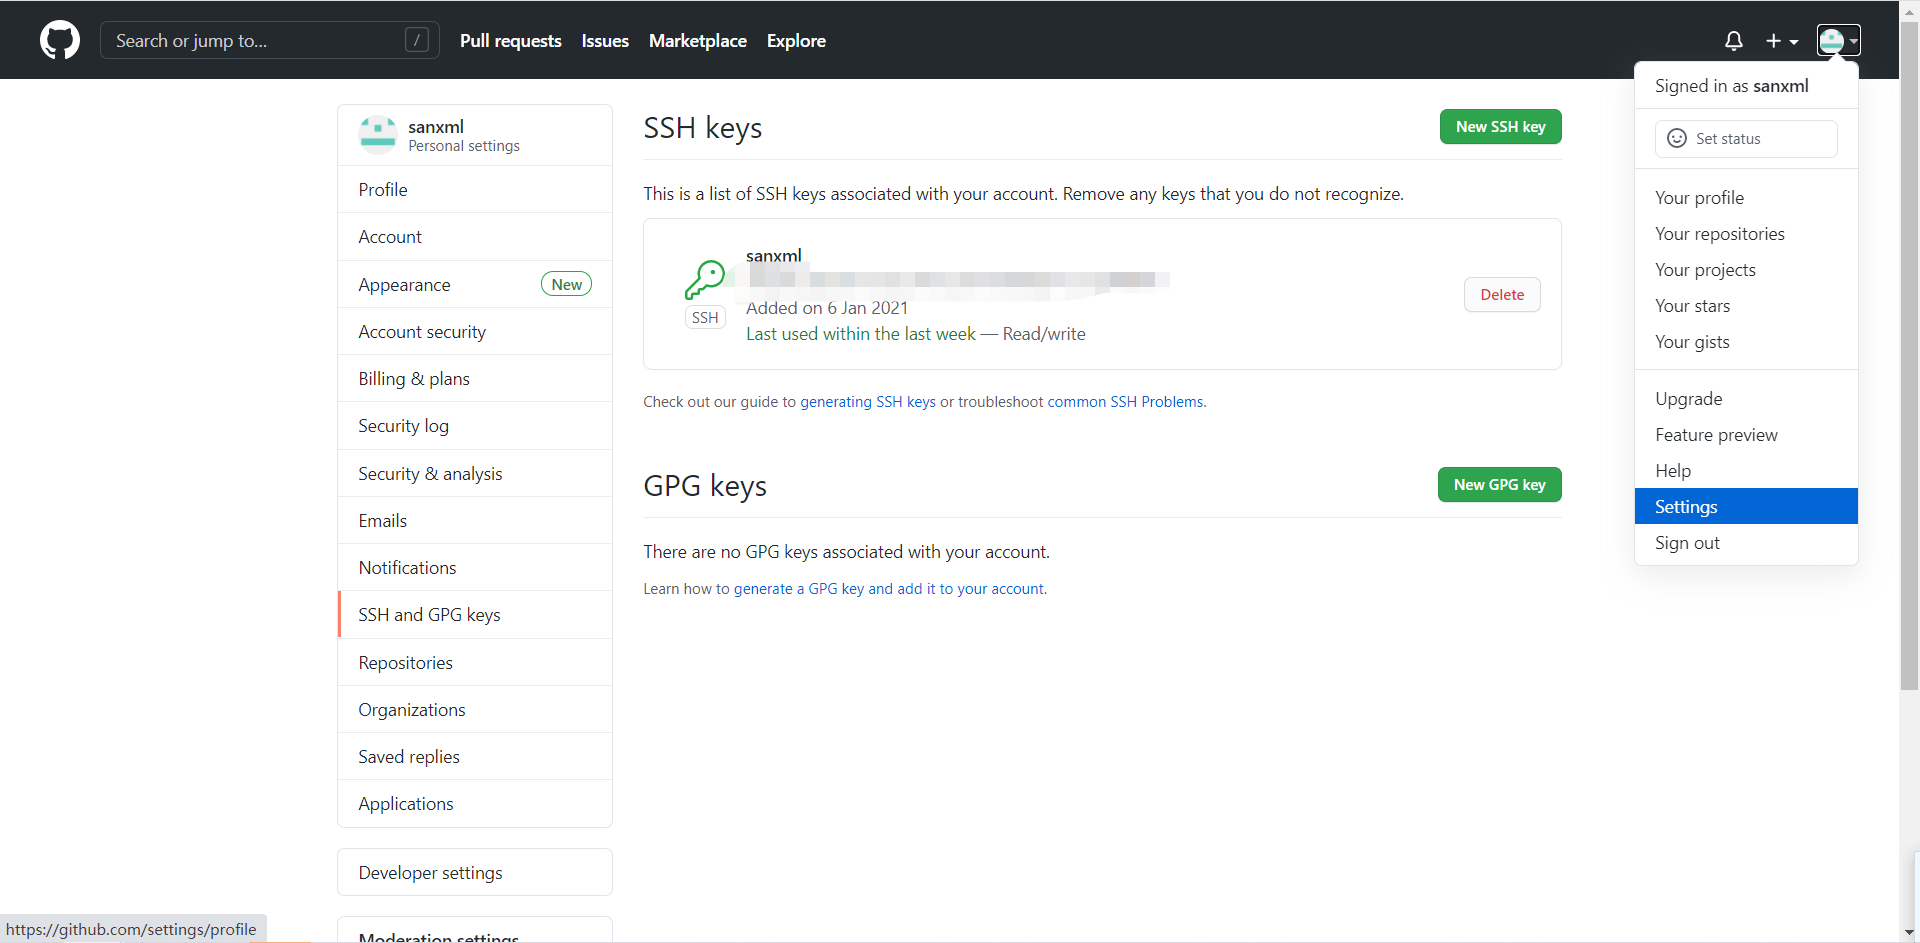 Search or jump to...
/
Pull requests
Issues
Marketplace
Explore
Signed in as sanxml
Set status
Your profile
Your repositories
Your projects
Your stars
Your gists
Upgrade
Feature preview
Help
Settings
Sign out
sanxml
Personal settings
Profile
Account
Appearance
New
Account security
Billing & plans
Security log
Security & analysis
Emails
Notifications
SSH and GPG keys
Repositories
Organizations
Saved replies
Applications
Developer settings
Moderation settings
SSH keys
New SSH key
This is a list of SSH keys associated with your account. Remove any keys that you do not recognize.
sanxml
SSH
Added on 6 Jan 2021
Last used within the last week — Read/write
Delete
Check out our guide to generating SSH keys or troubleshoot common SSH Problems.
GPG keys
New GPG key
There are no GPG keys associated with your account.
Learn how to generate a GPG key and add it to your account.
https://github.com/settings/profile